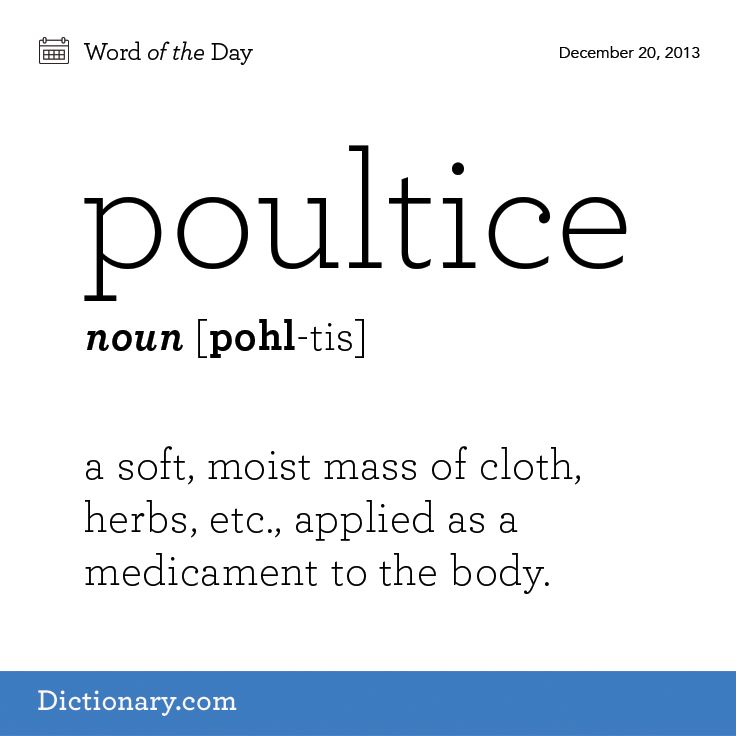 Word of the Day
December 20, 2013
poultice
noun [pohl-tis]
a soft, moist mass of cloth,
herbs, etc., applied as a
medicament to the body.
Dictionary.com